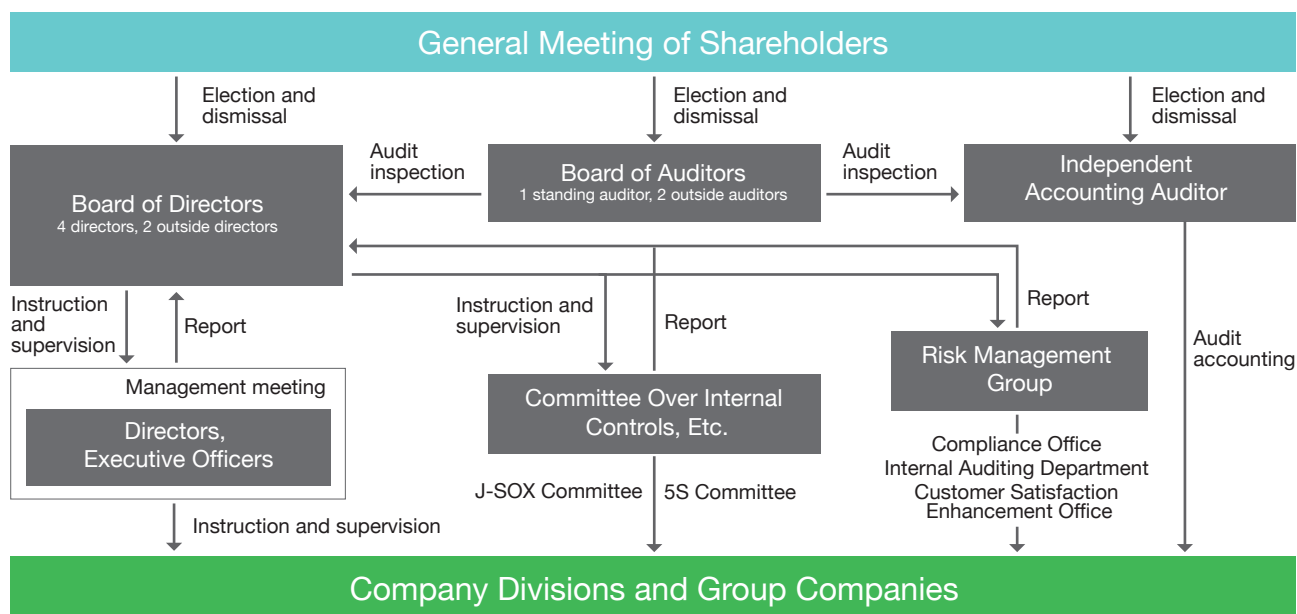 General Meeting of Shareholders
Election and
dismissal
Election and
dismissal
Election and
dismissal
Board of Directors
4 directors, 2 outside directors
Audit
inspection
Board of Auditors
1 standing auditor, 2 outside auditors
Audit
inspection
Independent
Accounting Auditor
Instruction
and
supervision
Report
Instruction and
supervision
Report
Report
Audit
accounting
Management meeting
Directors,
Executive Officers
Committee Over Internal
Controls, Etc.
Risk Management
Group
J-SOX Committee
5S Committee
Compliance Office
Internal Auditing Department
Customer Satisfaction
Enhancement Office
Instruction and supervision
Company Divisions and Group Companies